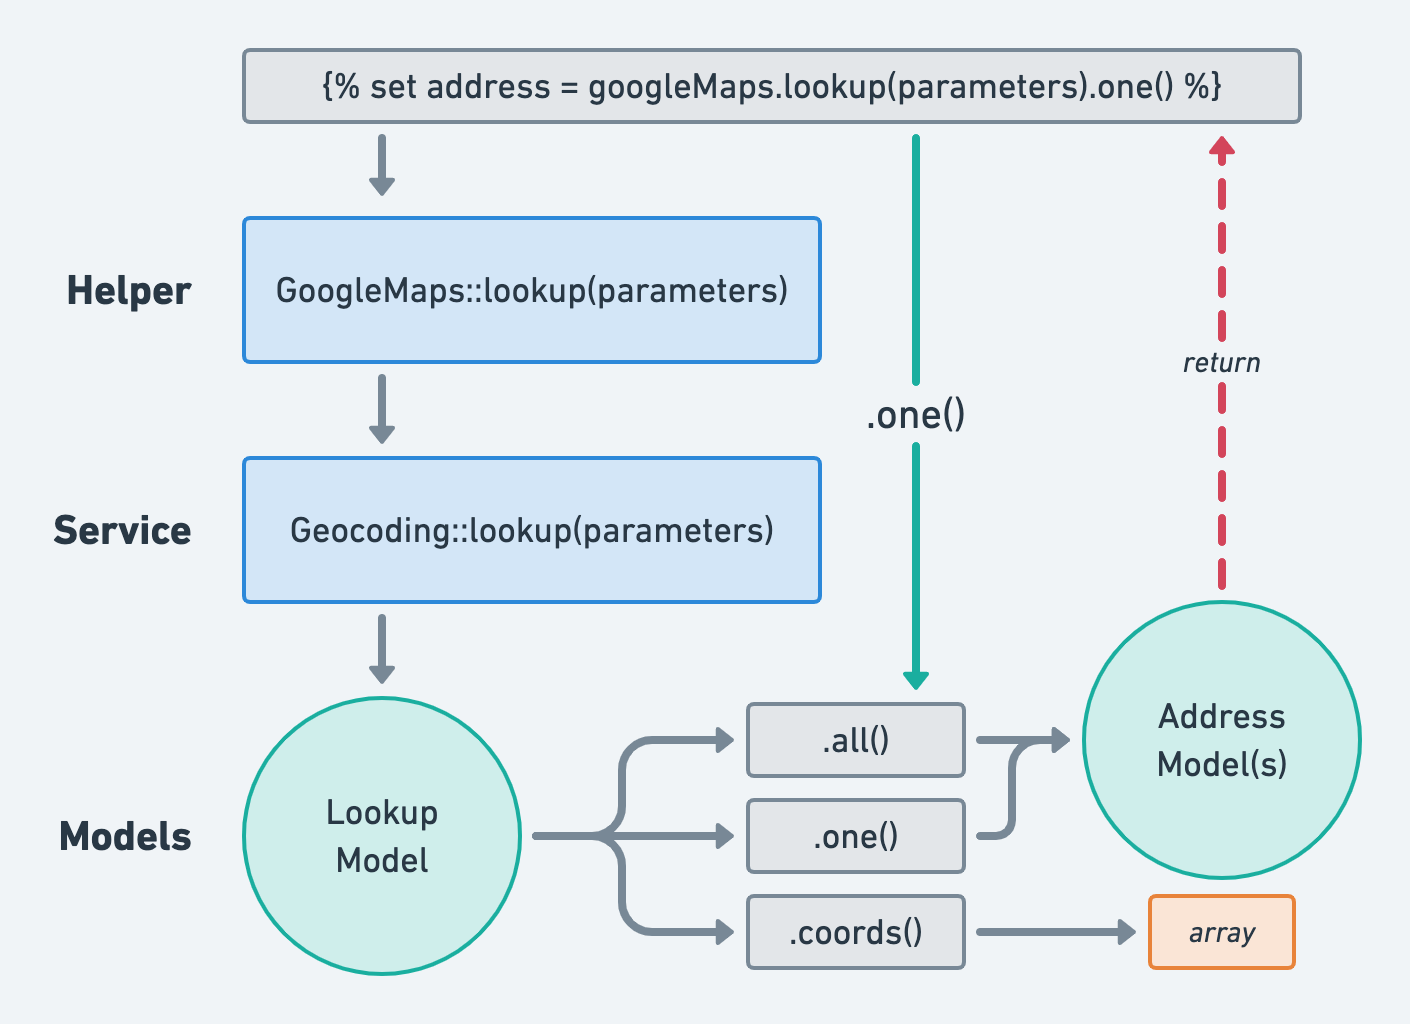 {% set address = googleMaps.lookup(parameters).one() %}
Helper
GoogleMaps::lookup(parameters)
return
.one()
Service
Geocoding::lookup(parameters)
Models
Lookup
Model
.all()
.one()
.coords()
Address
Model(s)
array